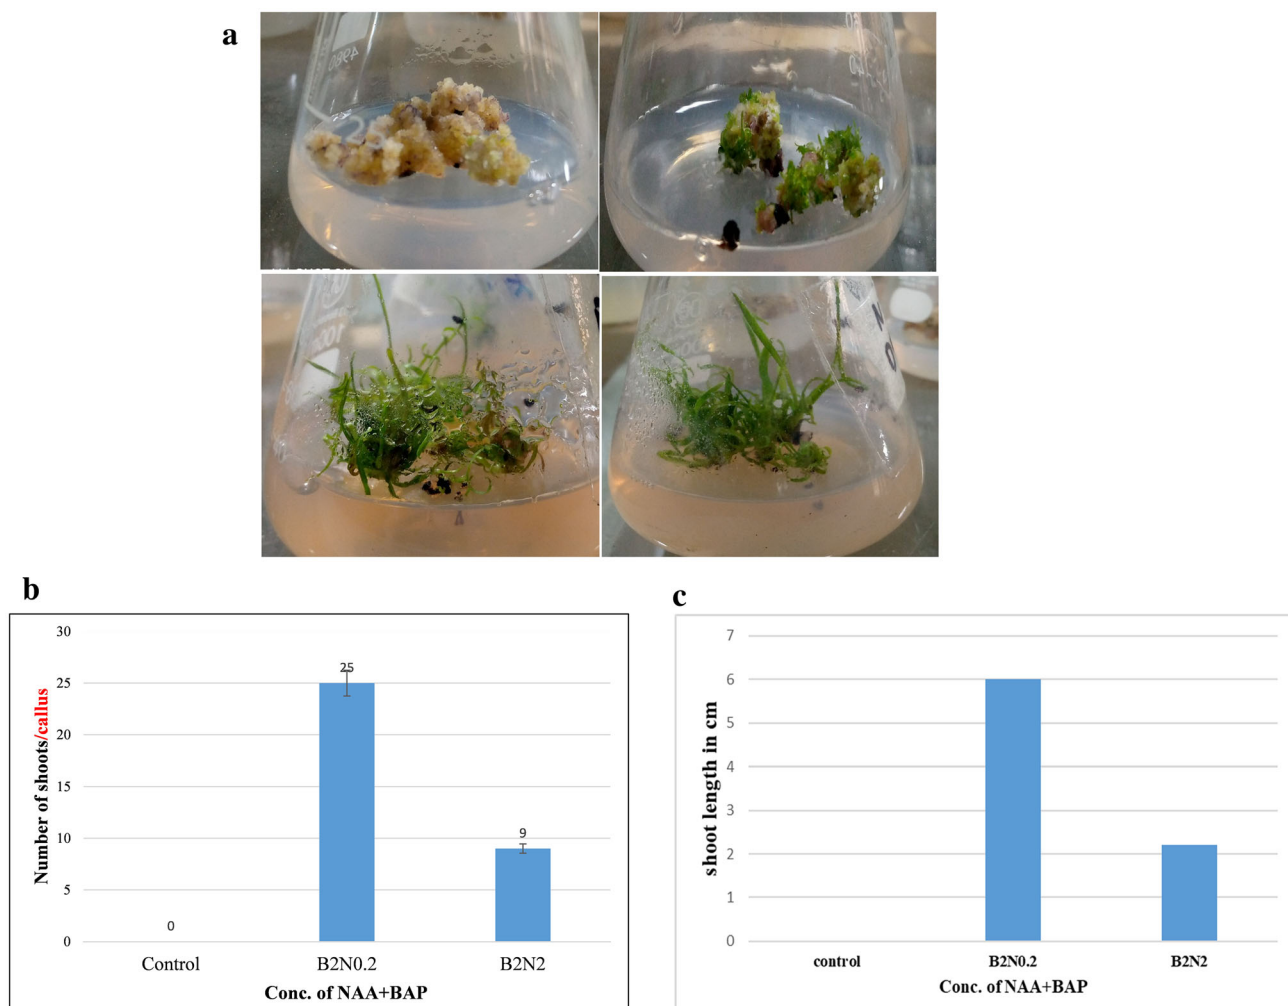 a
b
c
30
25
20
15
10
5
0
Number of shoots/callus
0
25
9
Control B2N0.2 B2N2
Conc. of NAA+BAP
7
6
5
4
3
2
1
0
shoot length in cm
control B2N0.2 B2N2
Conc. of NAA+BAP